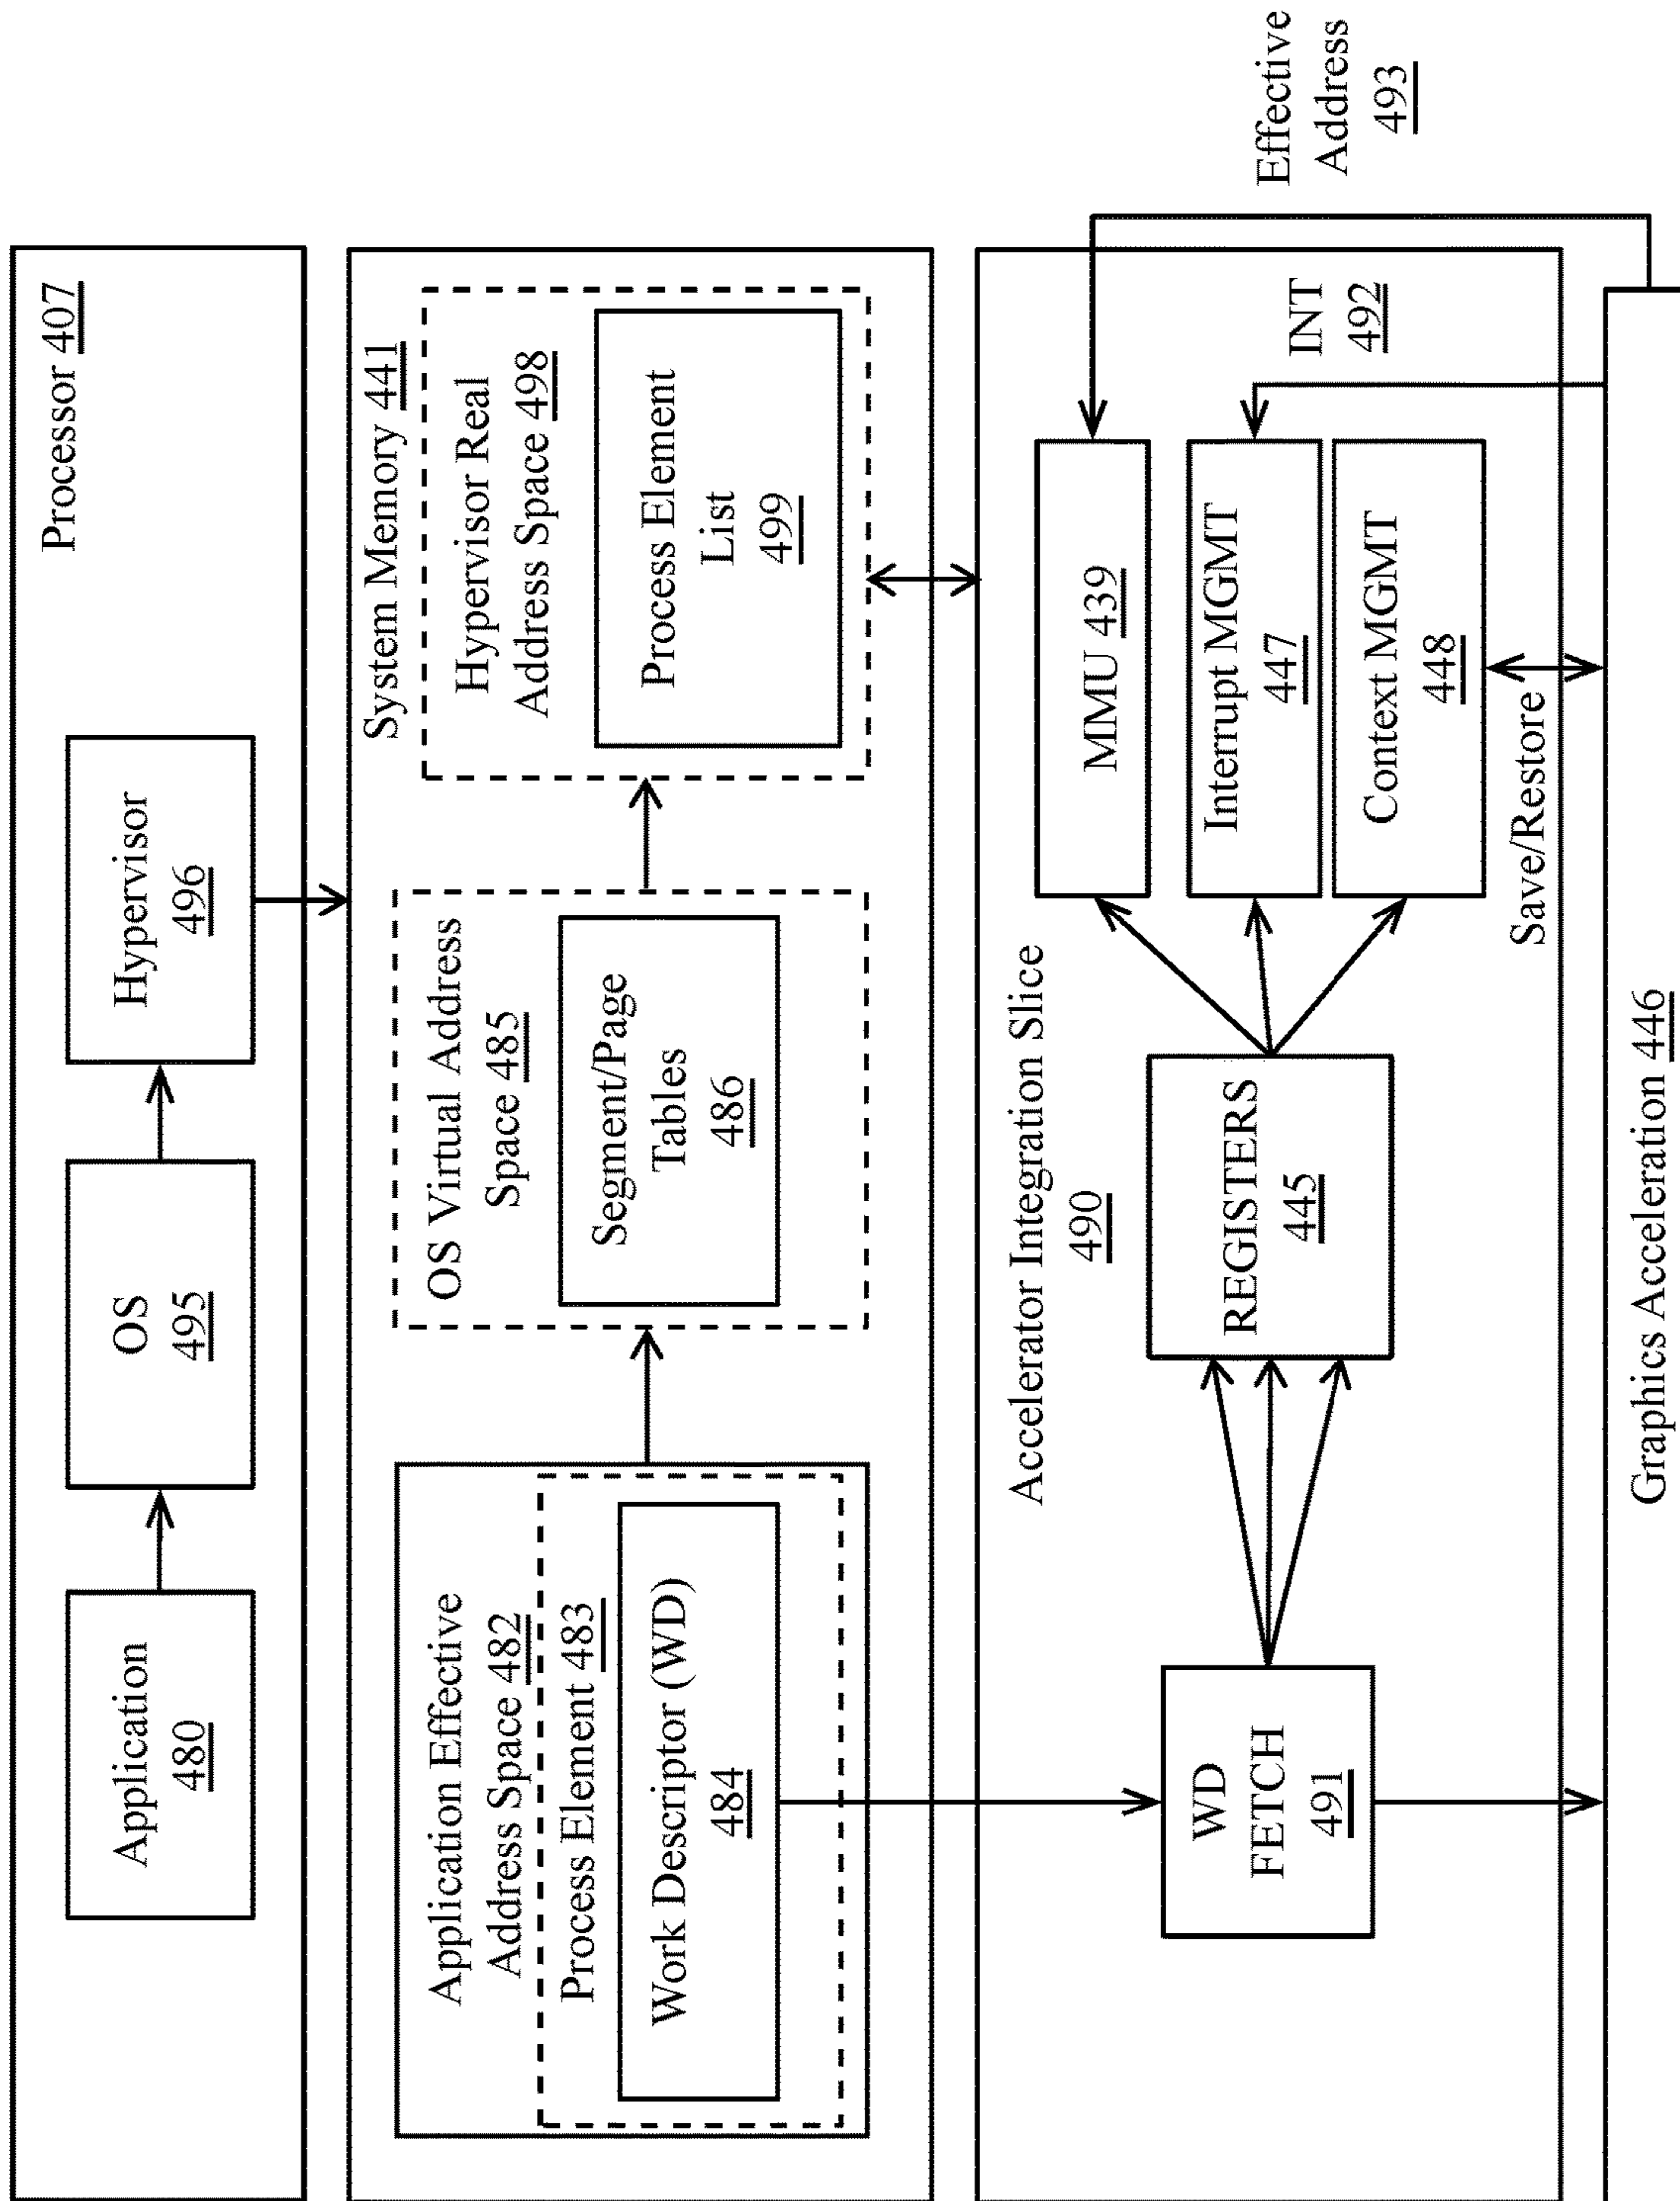 Processor 407
Application
480
OS
495
Hypervisor
496
System Memory 441
Application Effective
Address Space 482
Process Element 483
Work Descriptor (WD)
484
OS Virtual Address
Space 485
Segment/Page
Tables
486
Hypervisor Real
Address Space 498
Process Element
List
499
Accelerator Integration Slice
490
WD
FETCH
491
REGISTERS
445
MMU 439
Interrupt MGMT
447
Context MGMT
448
INT
492
Effective
Address
493
Save/Restore
Graphics Acceleration 446